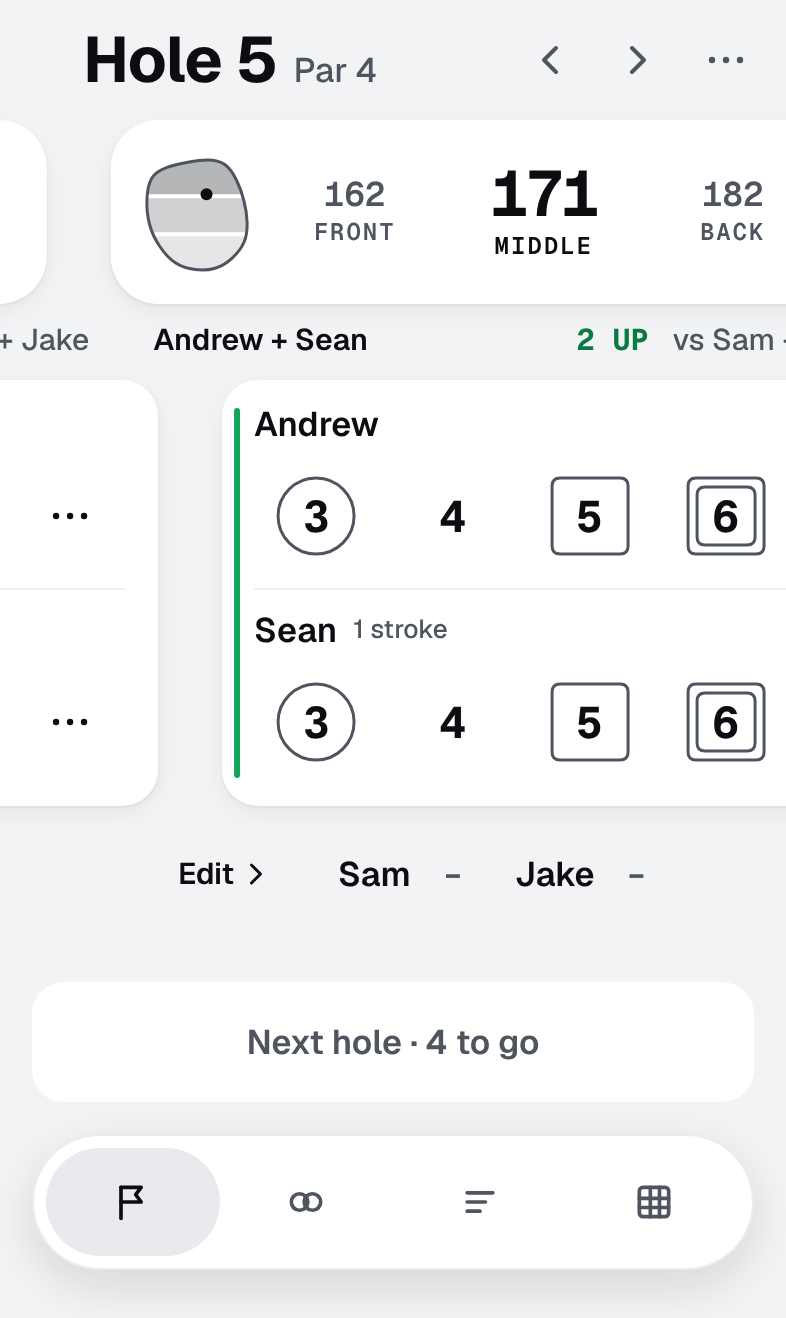 Hole 5 Par 4
162 171 182
FRONT MIDDLE BACK
+ Jake Andrew + Sean 2 UP vs Sam
Andrew
3 4 5 6
Sean 1 stroke
3 4 5 6
Edit Sam – Jake –
Next hole · 4 to go